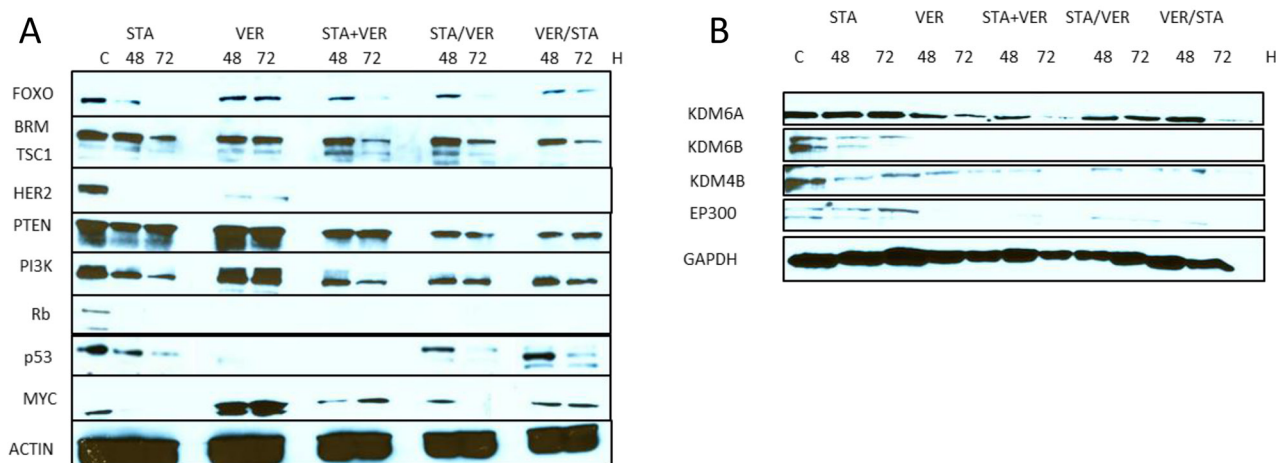 A
STA VER STA+VER STA/VER VER/STA
C 48 72 48 72 48 72 48 72 48 72 H
FOXO
BRM
TSC1
HER2
PTEN
PI3K
Rb
p53
MYC
ACTIN
B
STA VER STA+VER STA/VER VER/STA
C 48 72 48 72 48 72 48 72 48 72 H
KDM6A
KDM6B
KDM4B
EP300
GAPDH